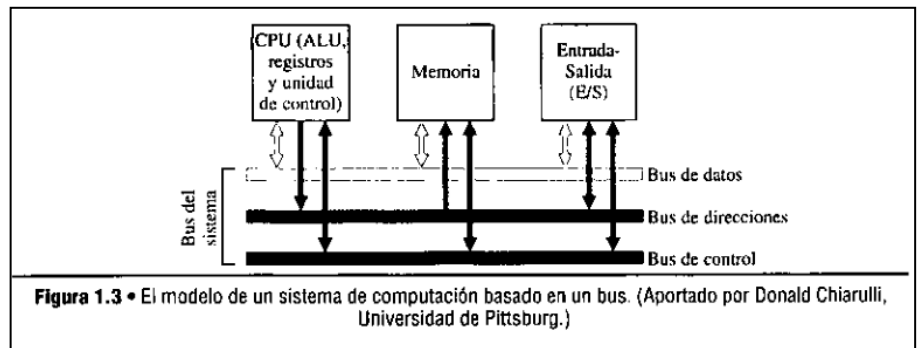 CPU (ALU,
registros
y unidad
de control)
Memoria
Entrada-
Salida
(E/S)
Bus del
sistema
Bus de datos
Bus de direcciones
Bus de control
Figura 1.3 • El modelo de un sistema de computación basado en un bus. (Aportado por Donald Chiarulli,
Universidad de Pittsburg.)